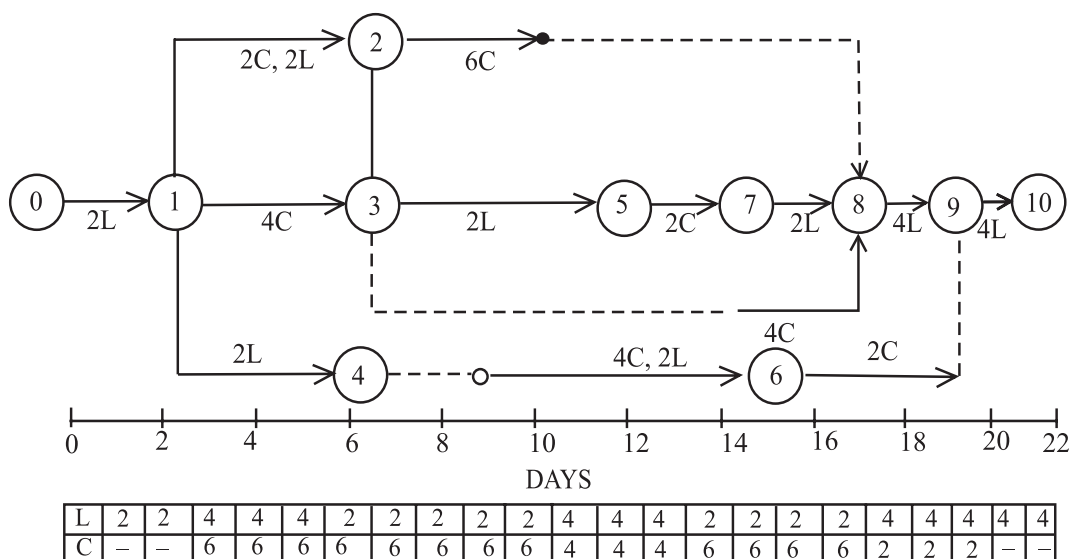 2
2C, 2L
6C
0
1
3
5
7
8
9
10
2L
4C
2L
2C
2L
4L
4L
4C
2L
4
4C, 2L
6
2C
0 2 4 6 8 10 12 14 16 18 20 22
DAYS
L 2 2 4 4 4 2 2 2 2 2 4 4 4 2 2 2 2 4 4 4 4 4
C – – 6 6 6 6 6 6 6 6 4 4 4 6 6 6 6 2 2 2 – –